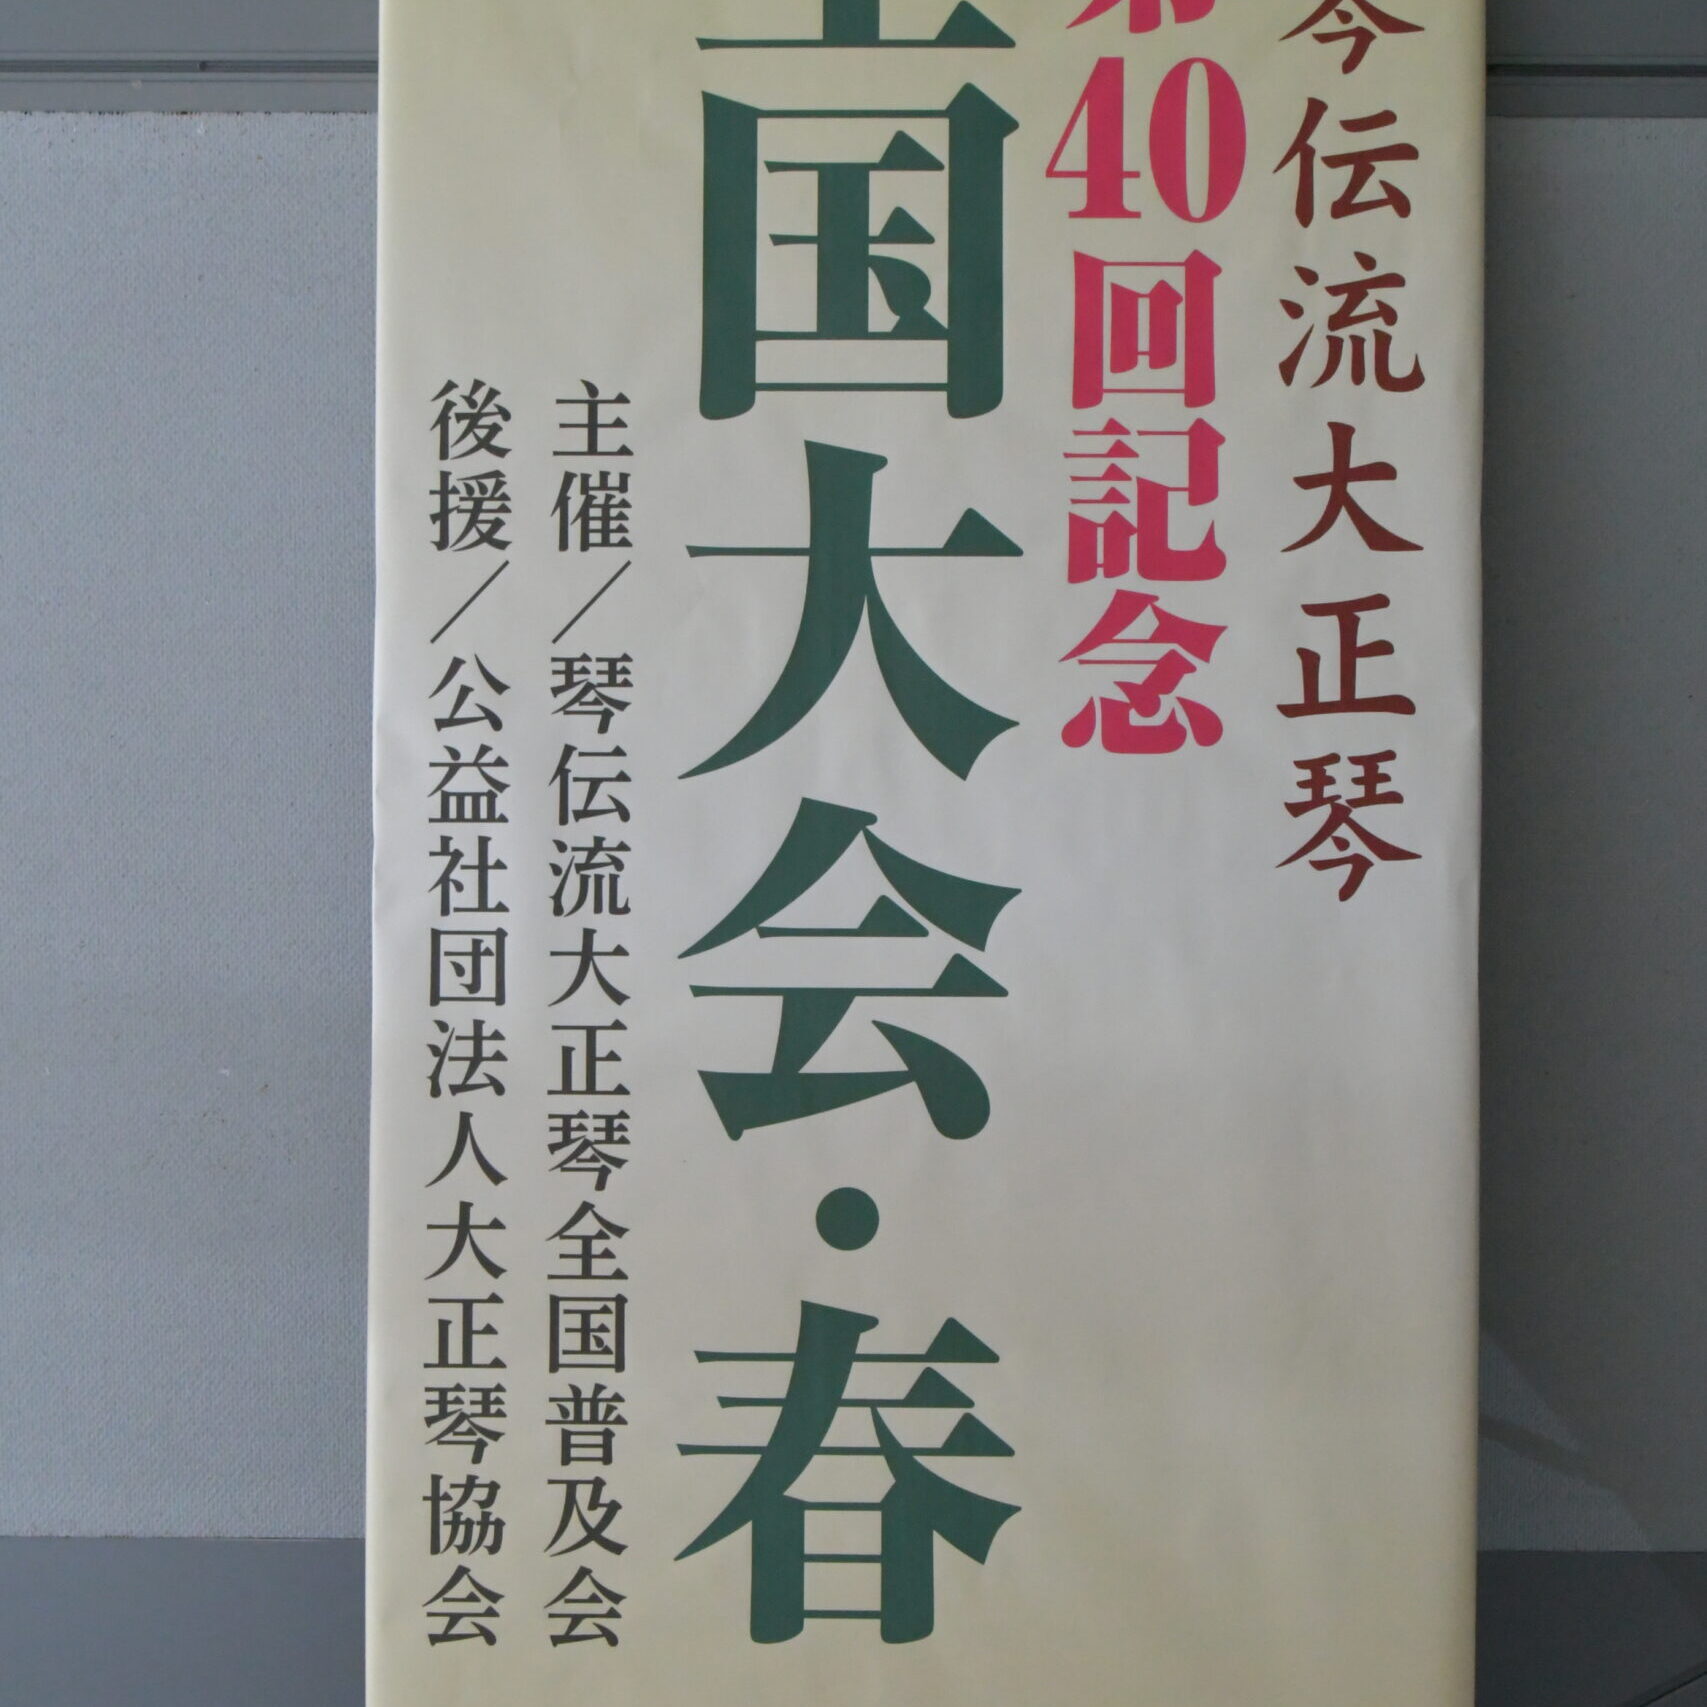 琴伝流大正琴
第40回記念
全国大会・春
主催／琴伝流大正琴全国普及会
後援／公益社団法人大正琴協会